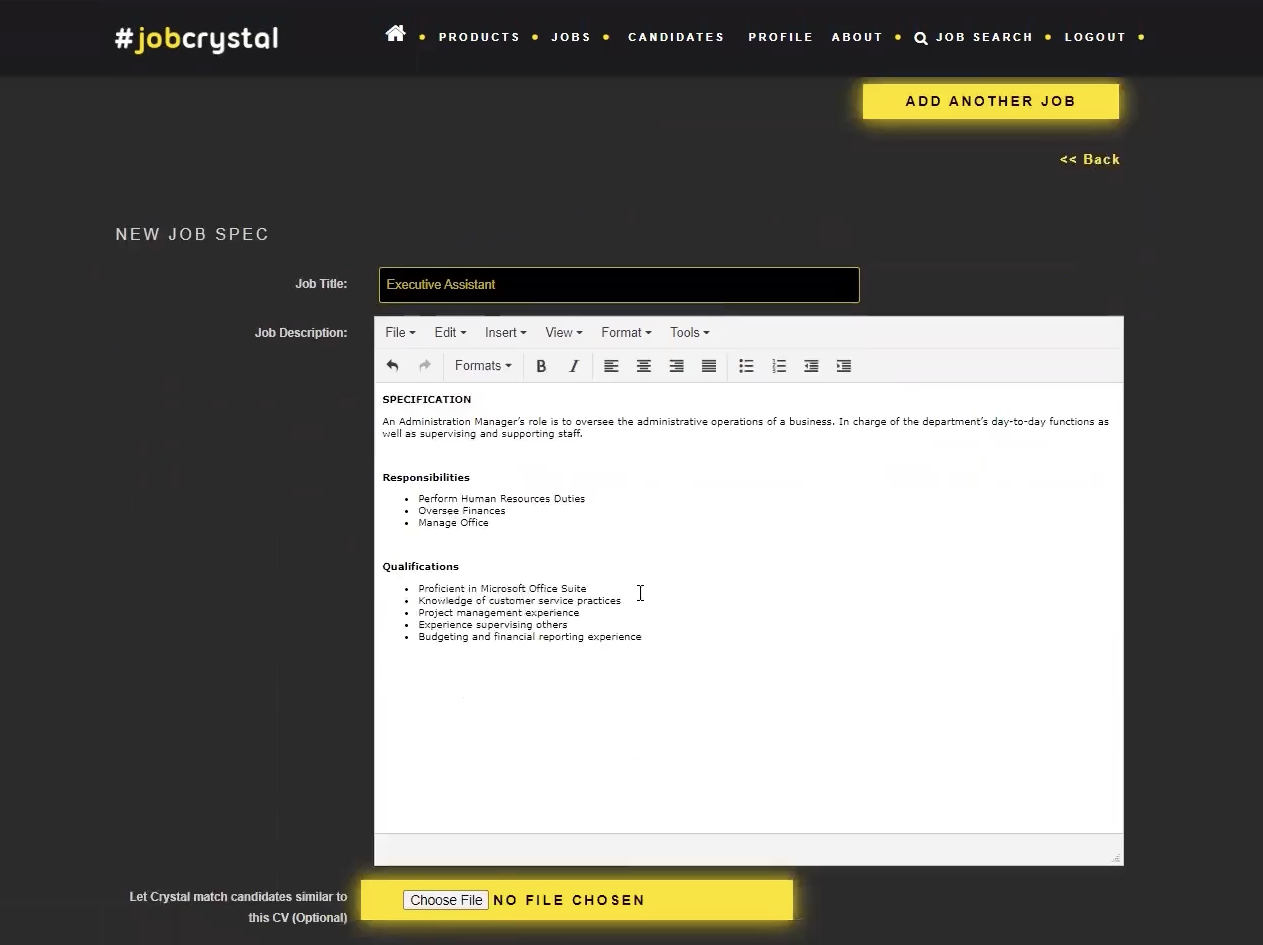 #jobcrystal
PRODUCTS JOBS CANDIDATES PROFILE ABOUT JOB SEARCH LOGOUT
ADD ANOTHER JOB
<< Back
NEW JOB SPEC
Job Title: Executive Assistant
Job Description:
File Edit Insert View Format Tools
Formats B I
SPECIFICATION
An Administration Manager’s role is to oversee the administrative operations of a business. In charge of the department’s day-to-day functions as
well as supervising and supporting staff.
Responsibilities
• Perform Human Resources Duties
• Oversee Finances
• Manage Office
Qualifications
• Proficient in Microsoft Office Suite
• Knowledge of customer service practices
• Project management experience
• Experience supervising others
• Budgeting and financial reporting experience
Let Crystal match candidates similar to
this CV (Optional)
Choose File NO FILE CHOSEN